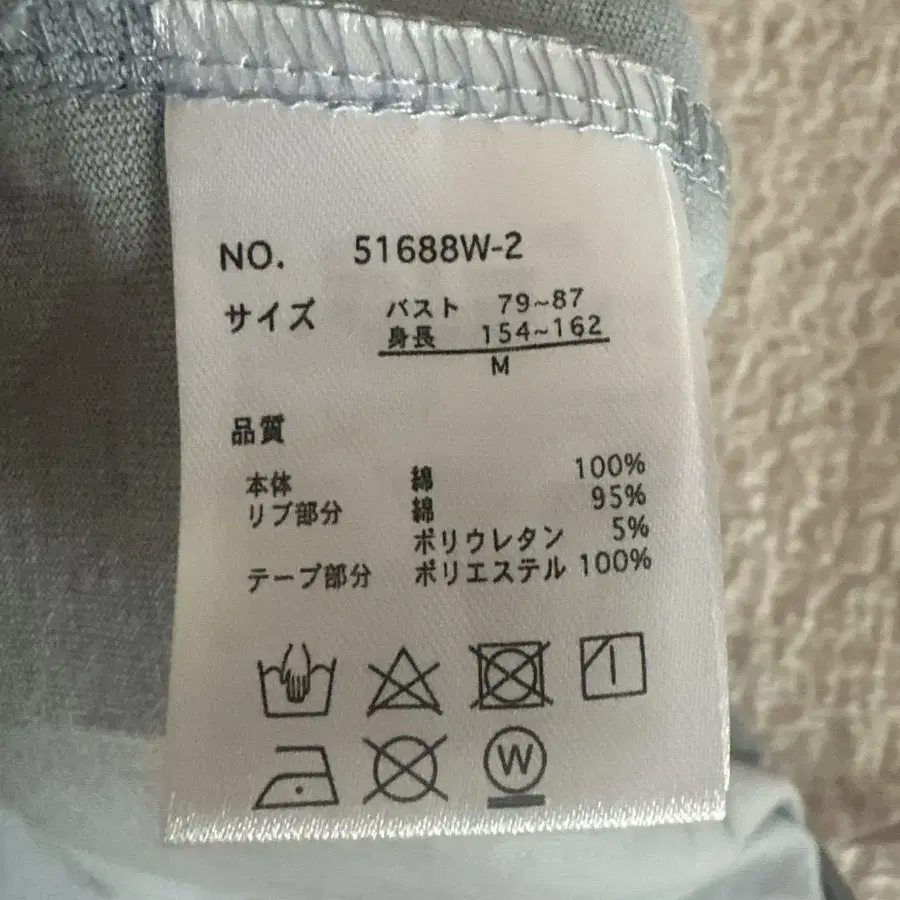 NO. 51688W-2
サイズ バスト 79~87
身長 154~162
M
品質
本体 綿 100%
リブ部分 綿 95%
ポリウレタン 5%
テープ部分 ポリエステル 100%
W